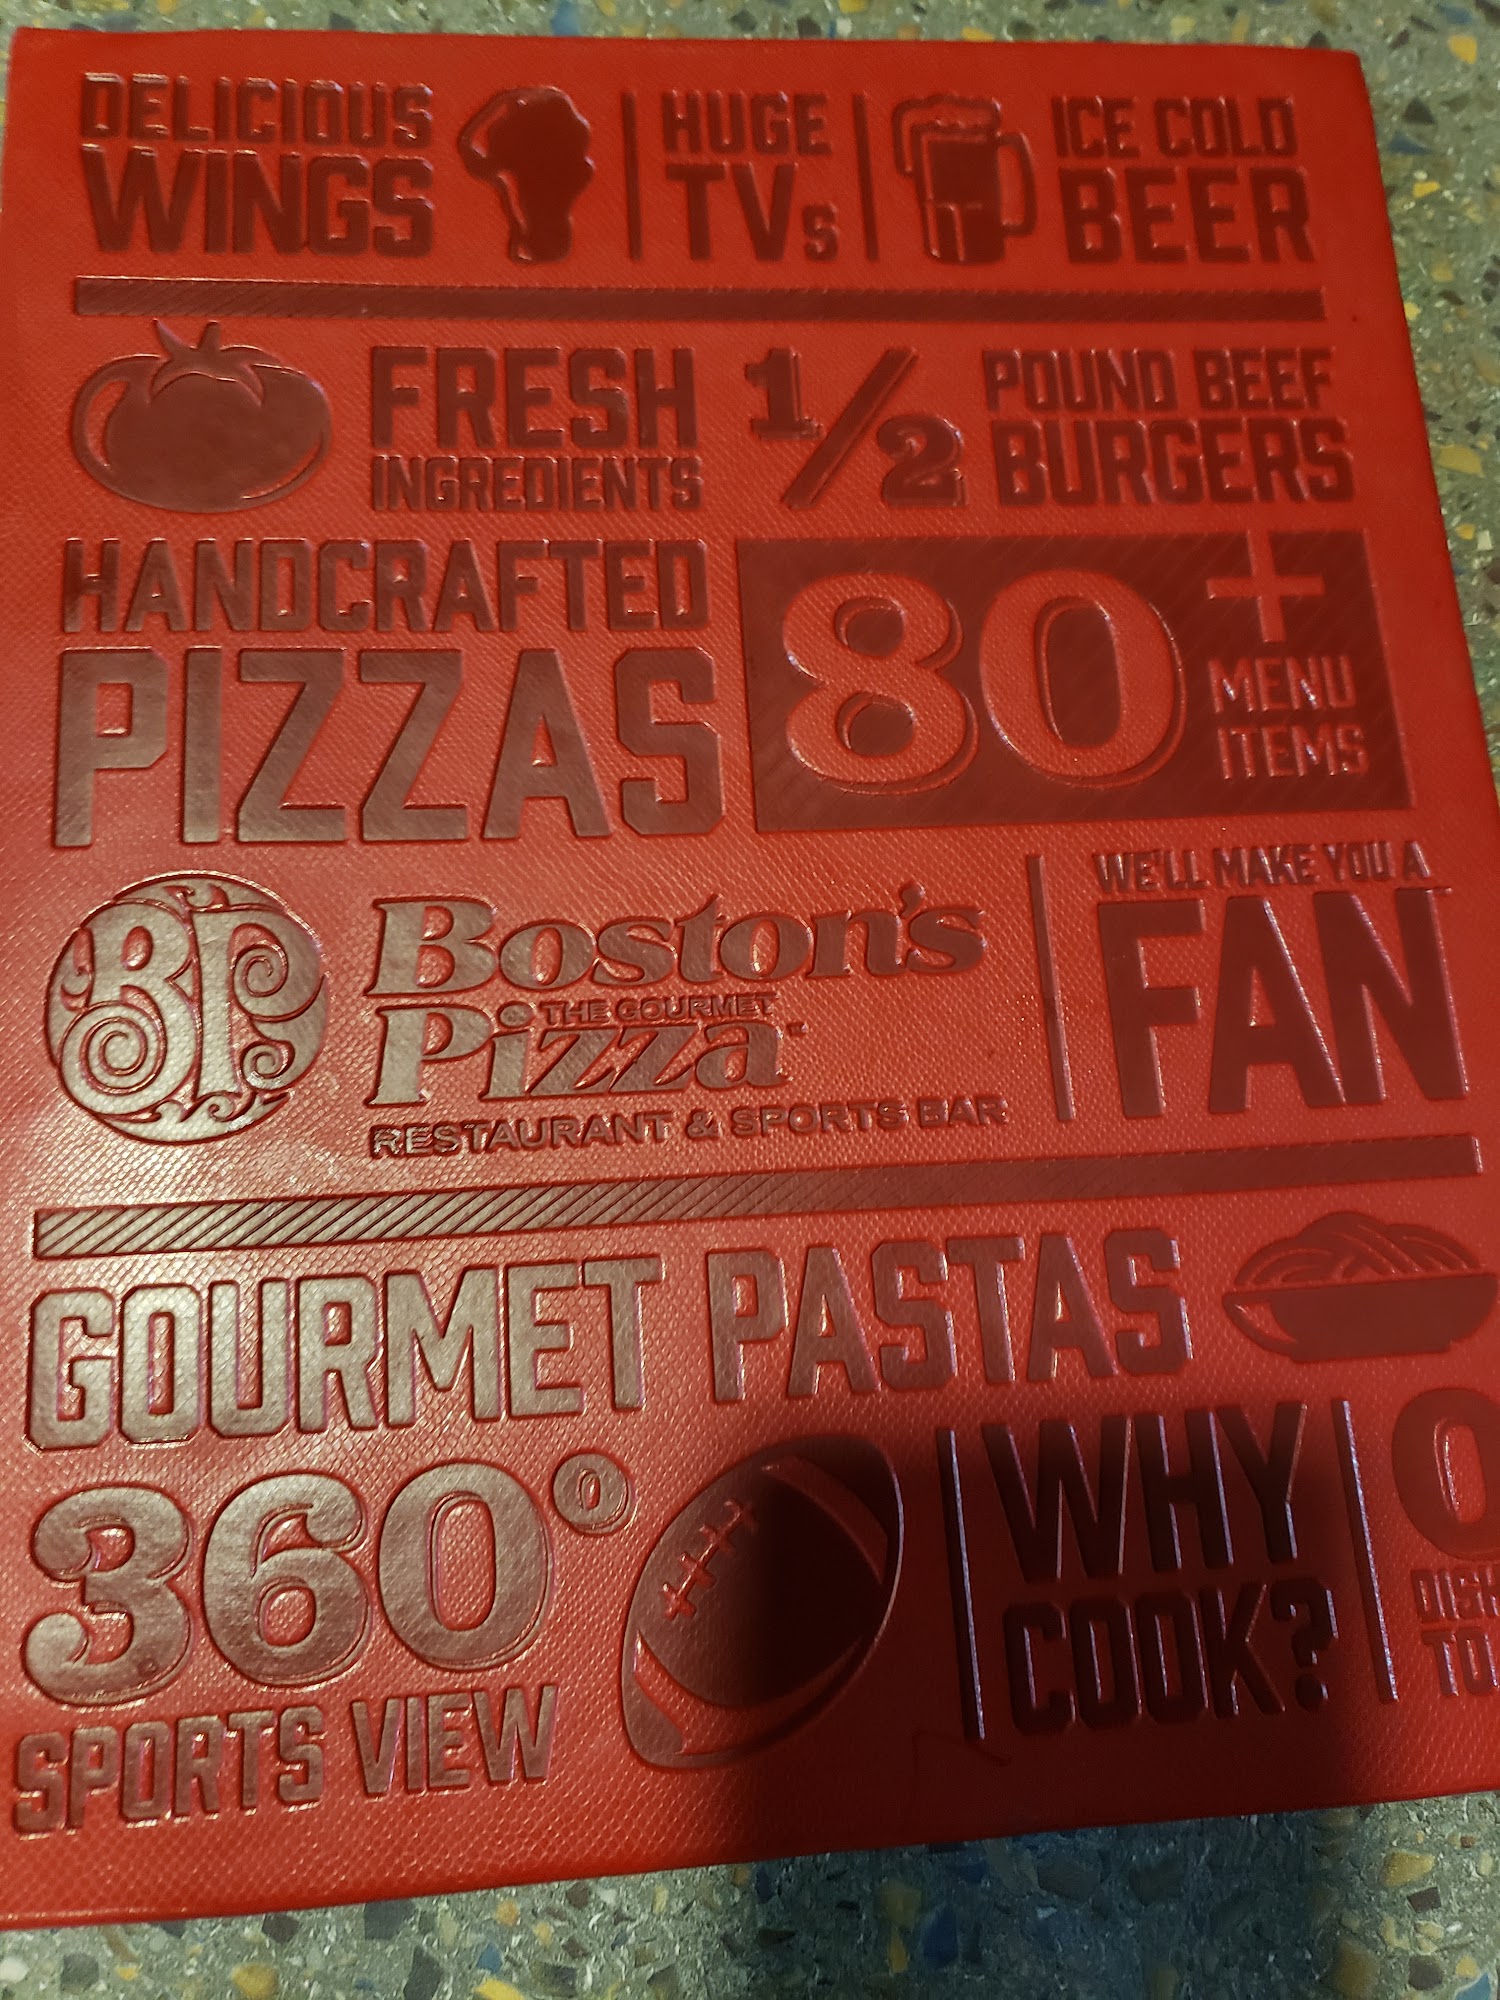 DELICIOUS
WINGS
HUGE
TVs
ICE COLD
BEER
FRESH
INGREDIENTS
1/2
POUND BEEF
BURGERS
HANDCRAFTED
PIZZAS
80+
MENU
ITEMS
BP
Boston's
THE GOURMET
Pizza™
RESTAURANT & SPORTS BAR
WE'LL MAKE YOU A
FAN
GOURMET PASTAS
360°
SPORTS VIEW
WHY
COOK?
TO